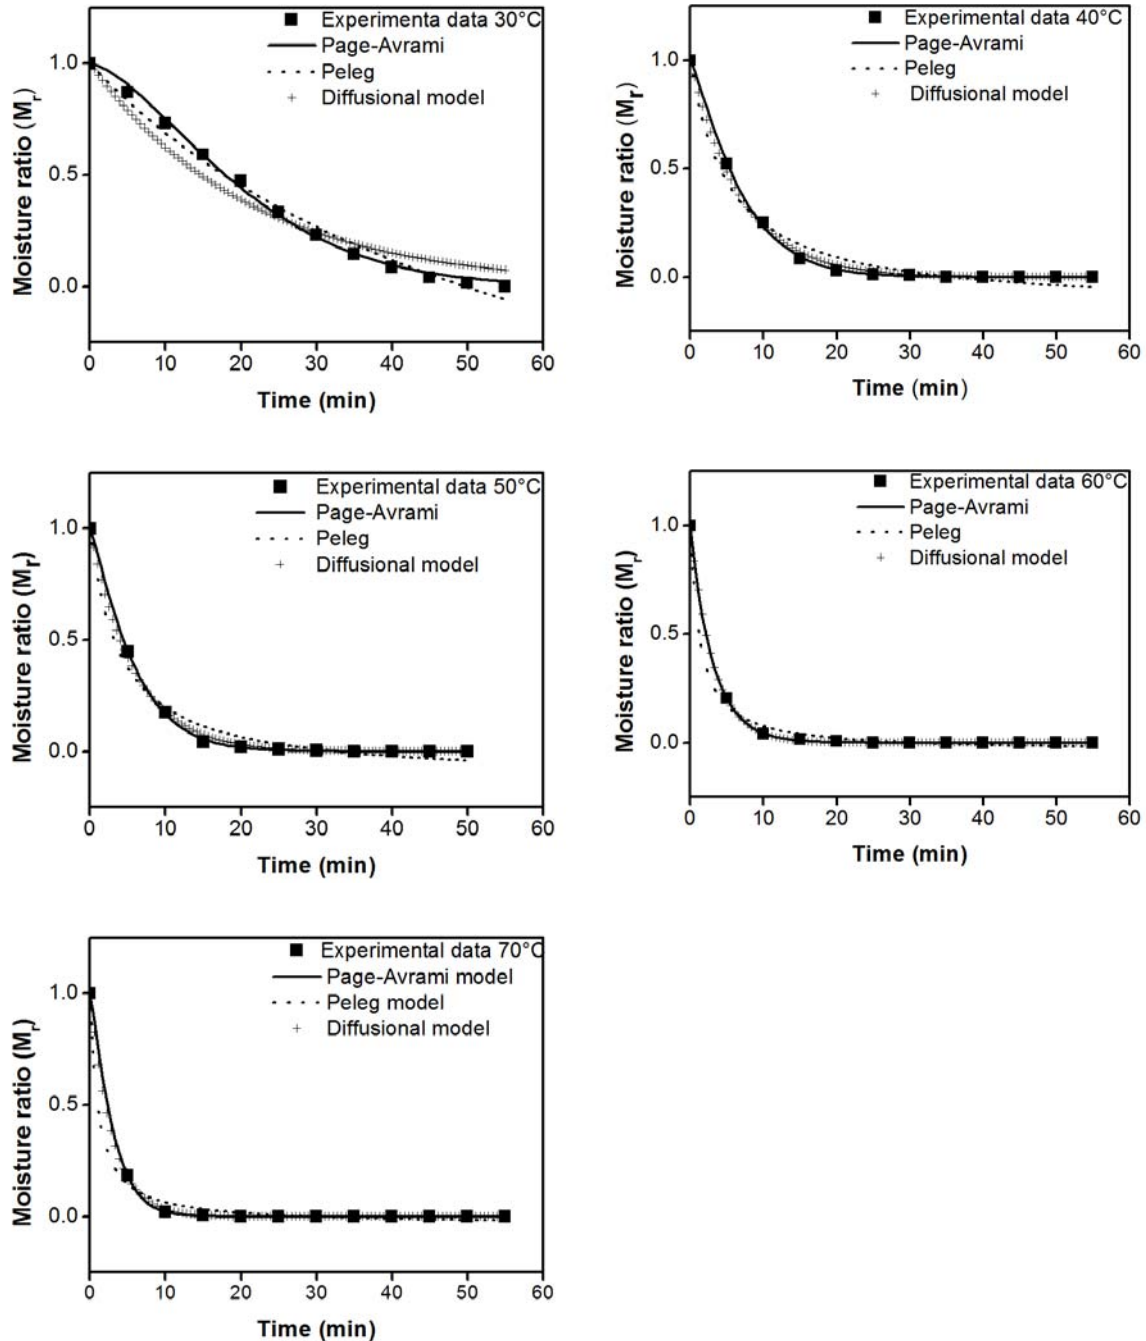 Experimenta data 30°C
Page-Avrami
Peleg
Diffusional model
Moisture ratio (Mr)
1.0
0.5
0.0
0 10 20 30 40 50 60
Time (min)
Experimental data 40°C
Page-Avrami
Peleg
Diffusional model
Moisture ratio (Mr)
1.0
0.5
0.0
0 10 20 30 40 50 60
Time (min)
Experimental data 50°C
Page-Avrami
Peleg
Diffusional model
Moisture ratio (Mr)
1.0
0.5
0.0
0 10 20 30 40 50 60
Time (min)
Experimental data 60°C
Page-Avrami
Peleg
Diffusional model
Moisture ratio (Mr)
1.0
0.5
0.0
0 10 20 30 40 50 60
Time (min)
Experimental data 70°C
Page-Avrami model
Peleg model
Diffusional model
Moisture ratio (Mr)
1.0
0.5
0.0
0 10 20 30 40 50 60
Time (min)